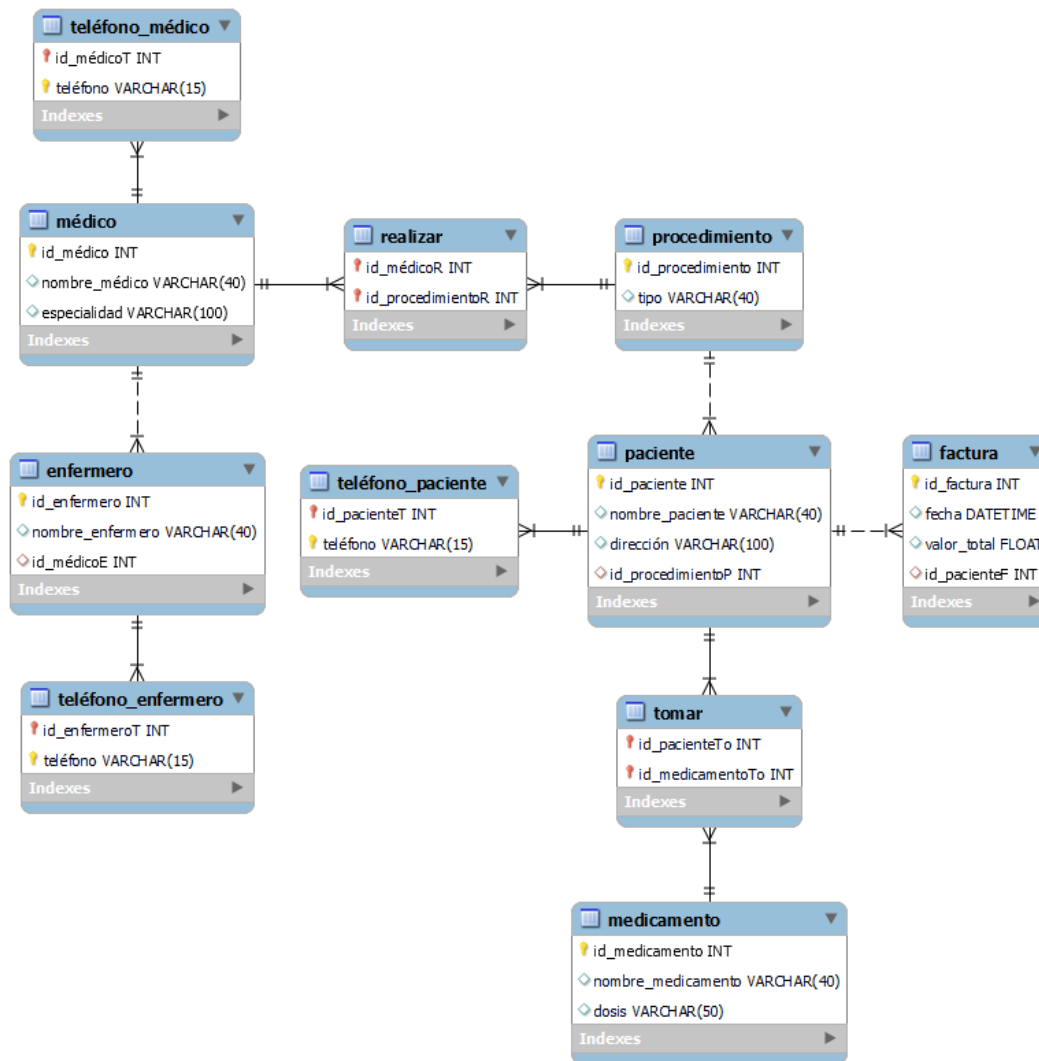 teléfono_médico
id_médicoT INT
teléfono VARCHAR(15)
Indexes
médico
id_médico INT
nombre_médico VARCHAR(40)
especialidad VARCHAR(100)
Indexes
realizar
id_médicoR INT
id_procedimientoR INT
Indexes
procedimiento
id_procedimiento INT
tipo VARCHAR(40)
Indexes
enfermero
id_enfermero INT
nombre_enfermero VARCHAR(40)
id_médicoE INT
Indexes
teléfono_paciente
id_pacienteT INT
teléfono VARCHAR(15)
Indexes
paciente
id_paciente INT
nombre_paciente VARCHAR(40)
dirección VARCHAR(100)
id_procedimientoP INT
Indexes
factura
id_factura INT
fecha DATETIME
valor_total FLOAT
id_pacienteF INT
Indexes
teléfono_enfermero
id_enfermeroT INT
teléfono VARCHAR(15)
Indexes
tomar
id_pacienteTo INT
id_medicamentoTo INT
Indexes
medicamento
id_medicamento INT
nombre_medicamento VARCHAR(40)
dosis VARCHAR(50)
Indexes